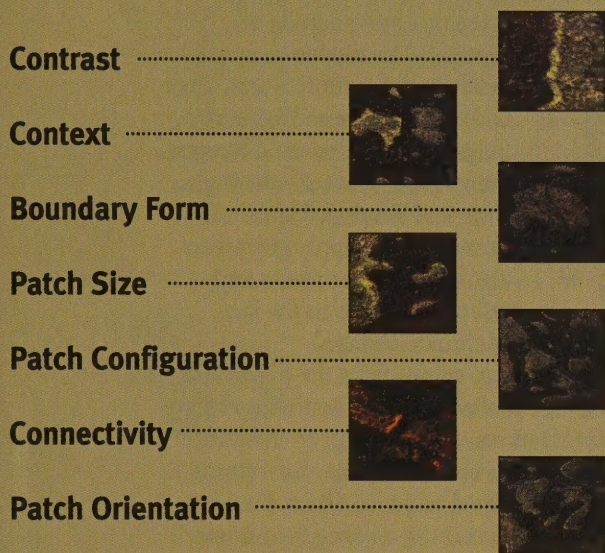 Contrast
Context
Boundary Form
Patch Size
Patch Configuration
Connectivity
Patch Orientation